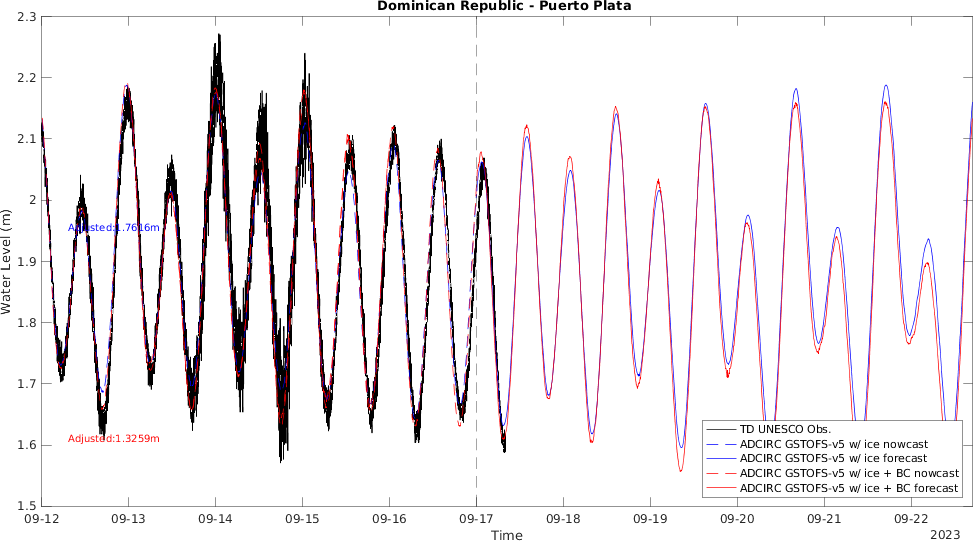 Dominican Republic - Puerto Plata
Water Level (m)
2.3
2.2
2.1
2
1.9
1.8
1.7
1.6
1.5
Adjusted:1.7616m
Adjusted:1.3259m
TD UNESCO Obs.
ADCIRC GSTOFS-v5 w/ ice nowcast
ADCIRC GSTOFS-v5 w/ ice forecast
ADCIRC GSTOFS-v5 w/ ice + BC nowcast
ADCIRC GSTOFS-v5 w/ ice + BC forecast
09-12 09-13 09-14 09-15 09-16 09-17 09-18 09-19 09-20 09-21 09-22
Time
2023